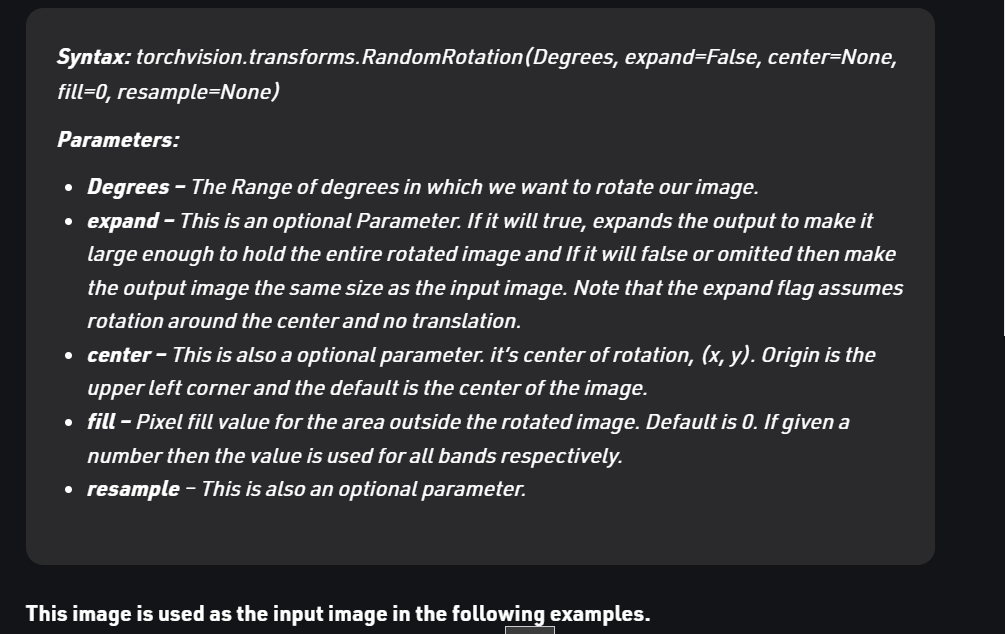 Syntax: torchvision.transforms.RandomRotation(Degrees, expand=False, center=None,
fill=0, resample=None)
Parameters:
• Degrees – The Range of degrees in which we want to rotate our image.
• expand – This is an optional Parameter. If it will true, expands the output to make it
large enough to hold the entire rotated image and If it will false or omitted then make
the output image the same size as the input image. Note that the expand flag assumes
rotation around the center and no translation.
• center – This is also a optional parameter. it's center of rotation, (x, y). Origin is the
upper left corner and the default is the center of the image.
• fill – Pixel fill value for the area outside the rotated image. Default is 0. If given a
number then the value is used for all bands respectively.
• resample – This is also an optional parameter.
This image is used as the input image in the following examples.